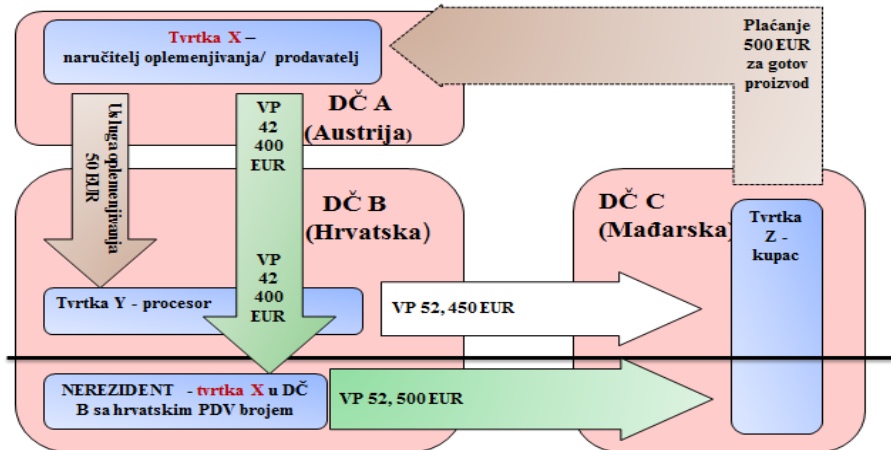 Tvrtka X –
naručitelj oplemenjivanja/ prodavatelj
Plaćanje
500 EUR
za gotov
proizvod
DČ A
(Austrija)
Usluga oplemenjivanja
50 EUR
VP
42
400
EUR
DČ B
(Hrvatska)
VP
42
400
EUR
DČ C
(Mađarska)
Tvrtka
Z -
kupac
Tvrtka Y - procesor
VP 52, 450 EUR
NEREZIDENT - tvrtka X u DČ
B sa hrvatskim PDV brojem
VP 52, 500 EUR